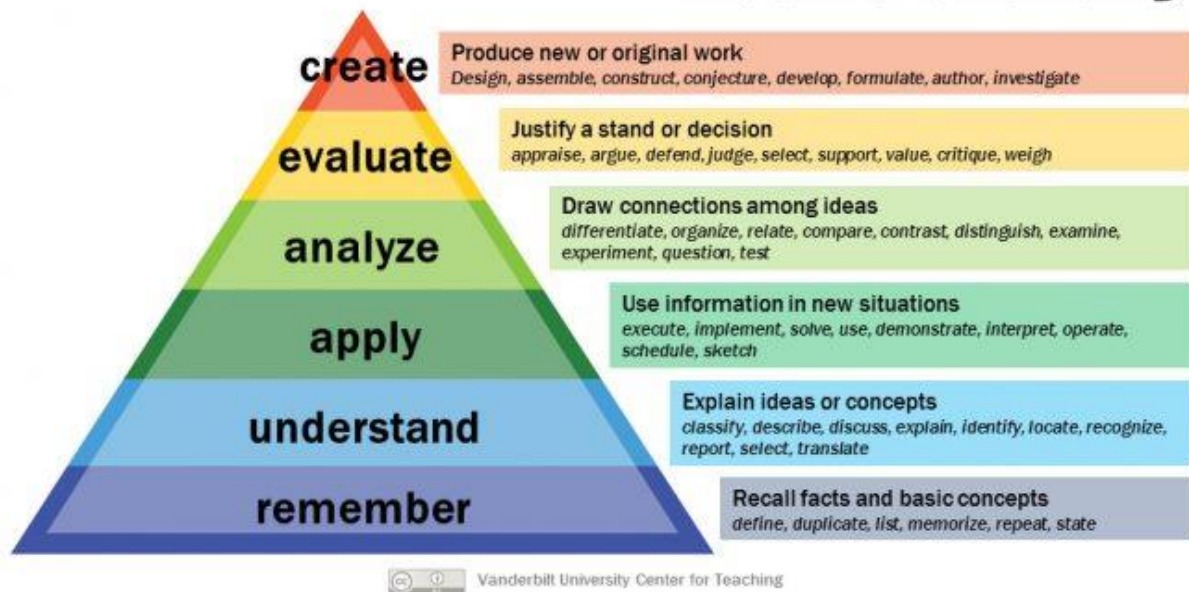 create
Produce new or original work
Design, assemble, construct, conjecture, develop, formulate, author, investigate
evaluate
Justify a stand or decision
appraise, argue, defend, judge, select, support, value, critique, weigh
analyze
Draw connections among ideas
differentiate, organize, relate, compare, contrast, distinguish, examine,
experiment, question, test
apply
Use information in new situations
execute, implement, solve, use, demonstrate, interpret, operate,
schedule, sketch
understand
Explain ideas or concepts
classify, describe, discuss, explain, identify, locate, recognize,
report, select, translate
remember
Recall facts and basic concepts
define, duplicate, list, memorize, repeat, state
cc
Vanderbilt University Center for Teaching